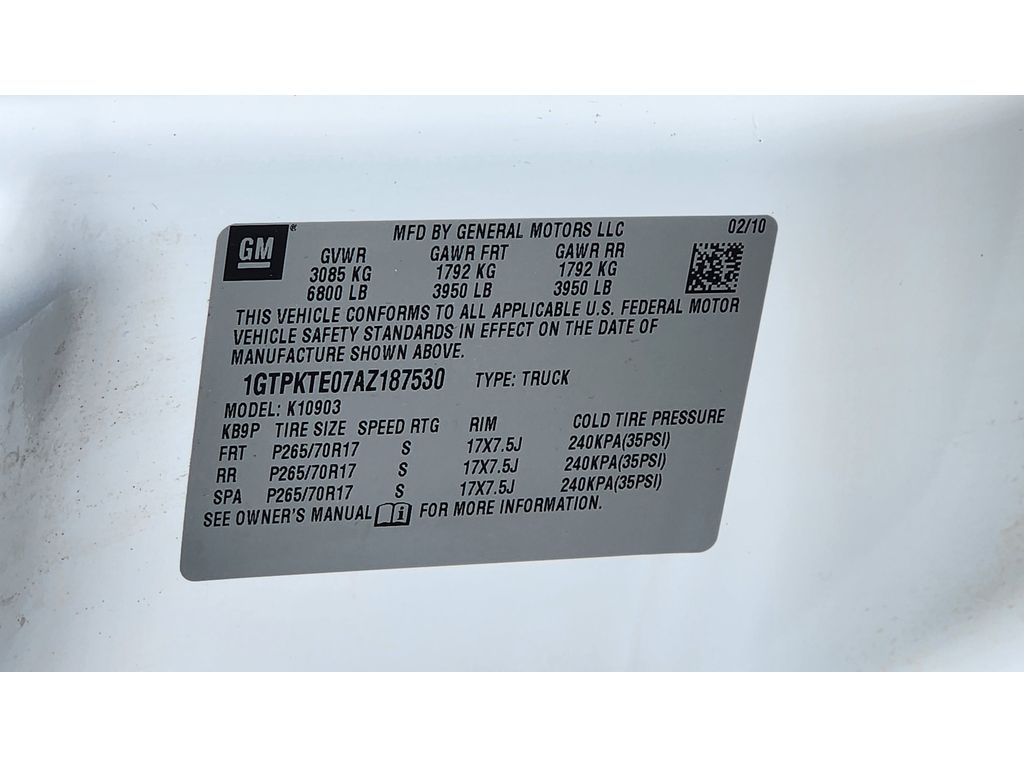 GM ®
MFD BY GENERAL MOTORS LLC 02/10
GVWR GAWR FRT GAWR RR
3085 KG 1792 KG 1792 KG
6800 LB 3950 LB 3950 LB
THIS VEHICLE CONFORMS TO ALL APPLICABLE U.S. FEDERAL MOTOR
VEHICLE SAFETY STANDARDS IN EFFECT ON THE DATE OF
MANUFACTURE SHOWN ABOVE.
1GTPKTE07AZ187530 TYPE: TRUCK
MODEL: K10903
KB9P TIRE SIZE SPEED RTG RIM COLD TIRE PRESSURE
FRT P265/70R17 S 17X7.5J 240KPA(35PSI)
RR P265/70R17 S 17X7.5J 240KPA(35PSI)
SPA P265/70R17 S 17X7.5J 240KPA(35PSI)
SEE OWNER'S MANUAL i FOR MORE INFORMATION.